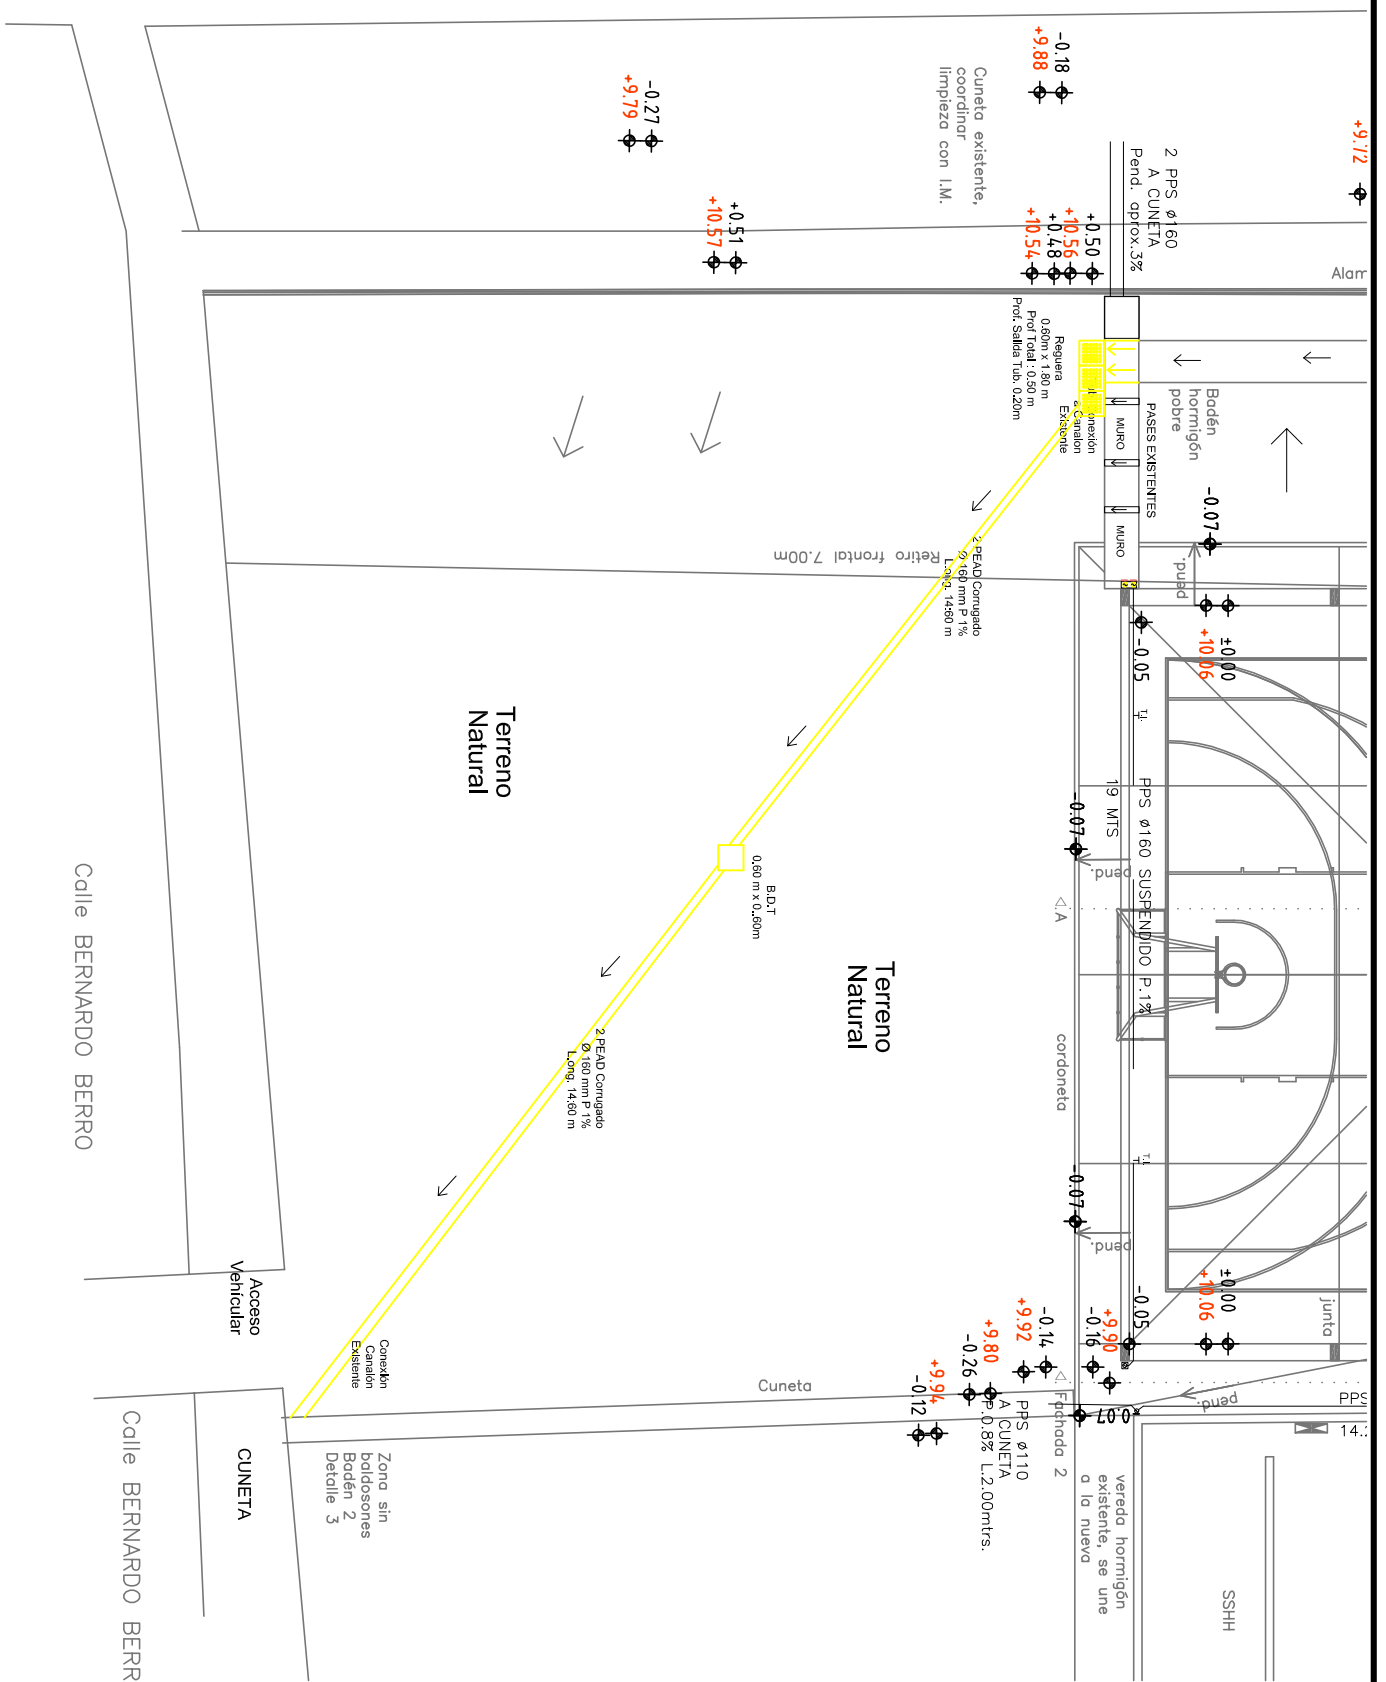 -0.18
+9.88
-0.27
+9.79
Cuneta existente,
coordinar
limpieza con I.M.
+9.72
2 PPS ø160
A CUNETA
Pend. aprox.3%
+0.51
+10.57
+0.50
+10.56
+0.48
+10.54
Reguera
0.60m x 1.80 m
Prof Total : 0.50 m
Prof. Salida Tub. 0.20m
Existente
PASES EXISTENTES
MURO
MURO
Badén
hormigón
pobre
-0.07
pend.
Retiro frontal 7.00m
2 PEAD Corrugado
Ø 160 mm P 1%
Long. 14.60 m
±0.00
+10.06
-0.05
T.I.
PPS ø160 SUSPENDIDO P.1%
19 MTS
-0.07
pend.
A
B.D.T
0.60 m x 0.60m
Terreno
Natural
Terreno
Natural
cordoneta
2 PEAD Corrugado
Ø 160 mm P 1%
Long. 14.60 m
T.I.
-0.07
pend.
±0.00
+10.06
-0.05
junta
+9.90
-0.16
-0.14
+9.92
+9.80
-0.26
+9.94
-0.12
pend.
PPS
14.
-0.07
Fachada 2
PPS ø110
A CUNETA
P.0.8% L.2.00mtrs.
Cuneta
Conexión
Canalón
Existente
Acceso
Vehícular
CUNETA
Zona sin
baldosones
Badén 2
Detalle 3
vereda hormigón
existente, se une
a la nueva
SSHH
Calle BERNARDO BERRO
Calle BERNARDO BERR